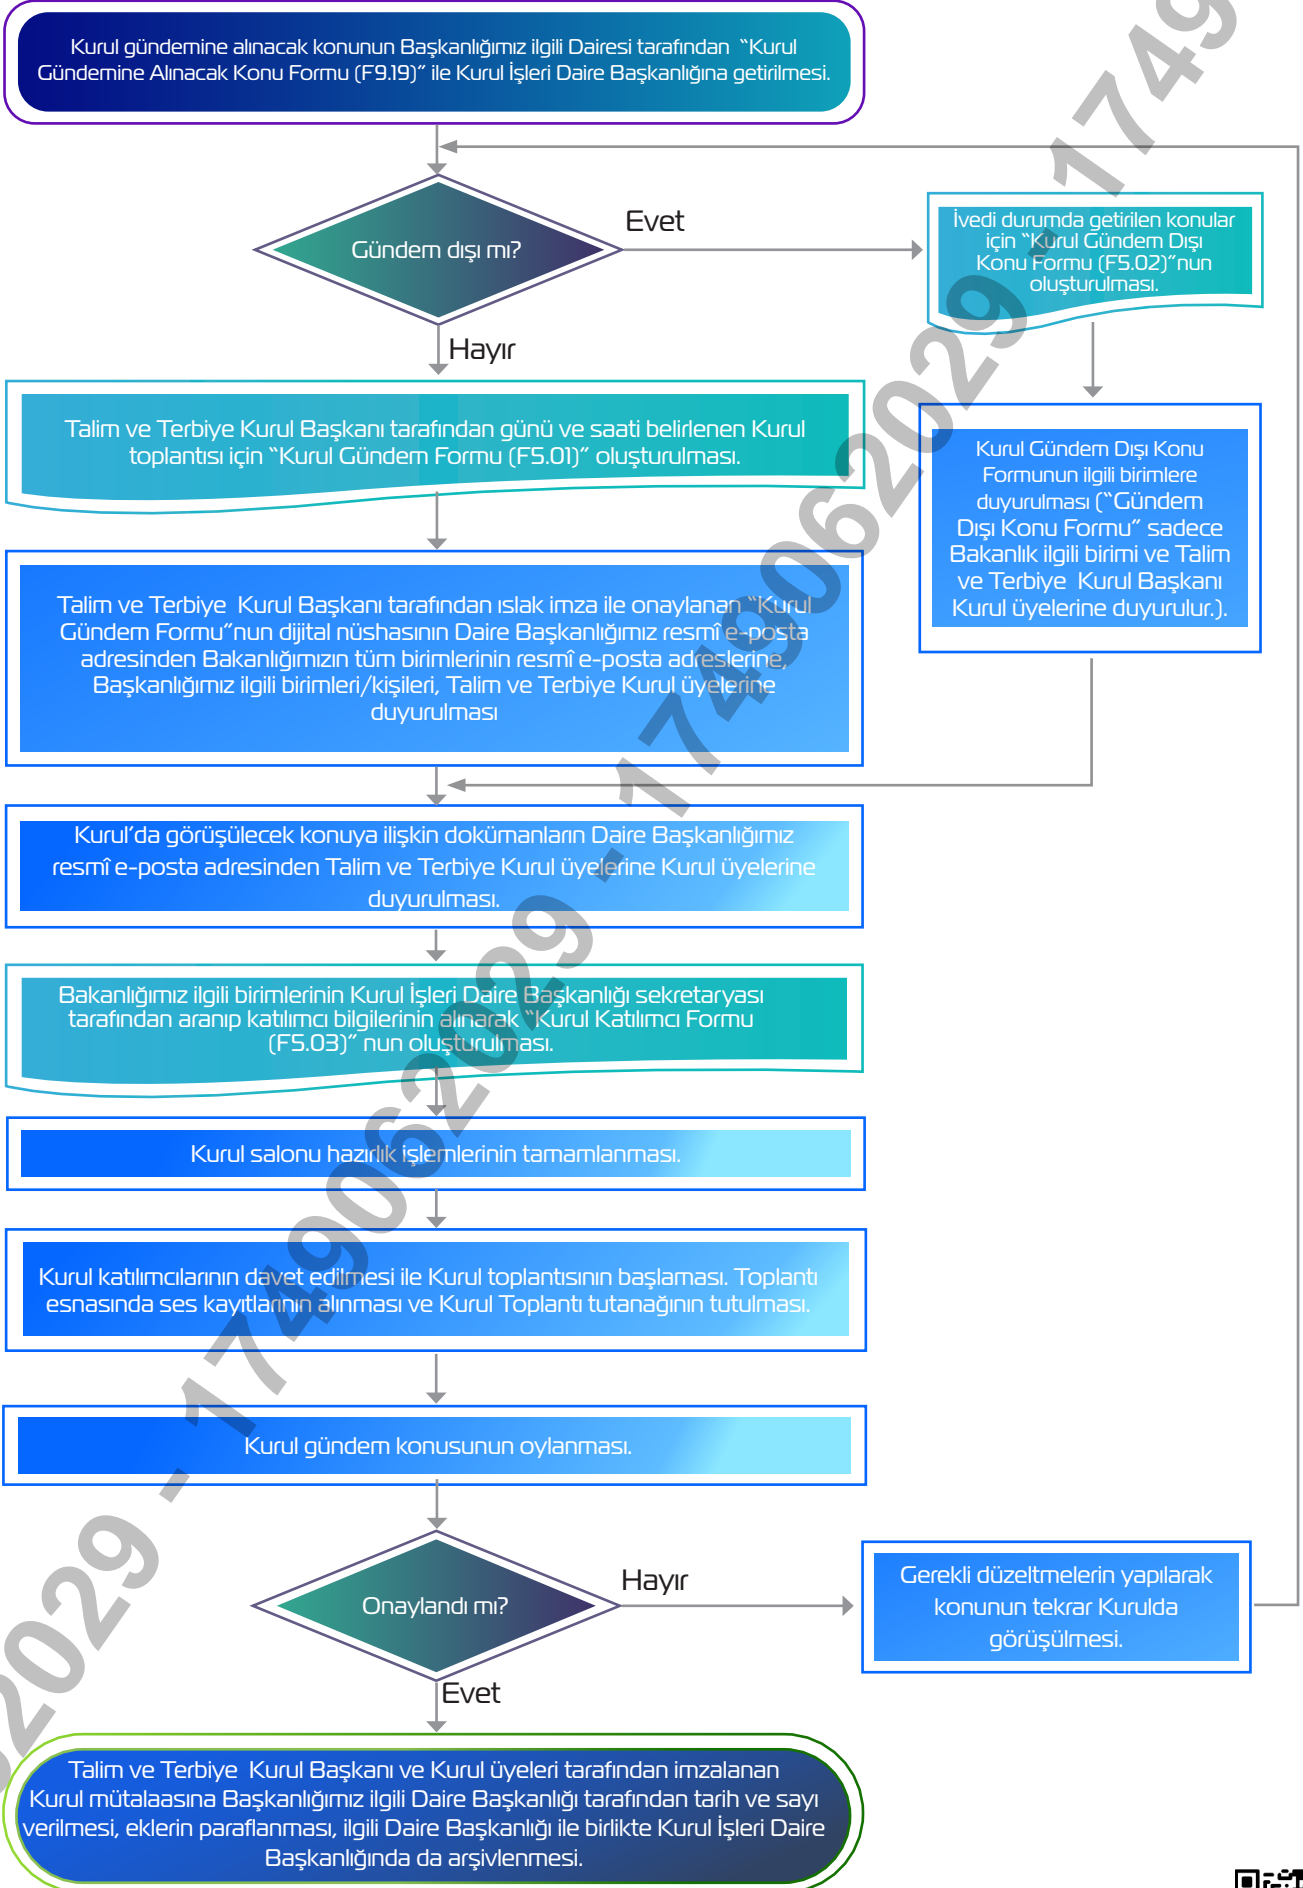 Kurul gündemine alınacak konunun Başkanlığımız ilgili Dairesi tarafından “Kurul
Gündemine Alınacak Konu Formu (F9.19)” ile Kurul İşleri Daire Başkanlığına getirilmesi.
Gündem dışı mı?
Evet
İvedi durumda getirilen konular
için “Kurul Gündem Dışı
Konu Formu (F5.02)”nun
oluşturulması.
Hayır
Talim ve Terbiye Kurul Başkanı tarafından günü ve saati belirlenen Kurul
toplantısı için “Kurul Gündem Formu (F5.01)” oluşturulması.
Kurul Gündem Dışı Konu
Formunun ilgili birimlere
duyurulması (“Gündem
Dışı Konu Formu” sadece
Bakanlık ilgili birimi ve Talim
ve Terbiye Kurul Başkanı
Kurul üyelerine duyurulur.).
Talim ve Terbiye Kurul Başkanı tarafından ıslak imza ile onaylanan “Kurul
Gündem Formu”nun dijital nüshasının Daire Başkanlığımız resmî e-posta
adresinden Bakanlığımızın tüm birimlerinin resmî e-posta adreslerine,
Başkanlığımız ilgili birimleri/kişileri, Talim ve Terbiye Kurul üyelerine
duyurulması
Kurul’da görüşülecek konuya ilişkin dokümanların Daire Başkanlığımız
resmî e-posta adresinden Talim ve Terbiye Kurul üyelerine Kurul üyelerine
duyurulması.
Bakanlığımız ilgili birimlerinin Kurul İşleri Daire Başkanlığı sekretaryası
tarafından aranıp katılımcı bilgilerinin alınarak “Kurul Katılımcı Formu
(F5.03)” nun oluşturulması.
Kurul salonu hazırlık işlemlerinin tamamlanması.
Kurul katılımcılarının davet edilmesi ile Kurul toplantısının başlaması. Toplantı
esnasında ses kayıtlarının alınması ve Kurul Toplantı tutanağının tutulması.
Kurul gündem konusunun oylanması.
Onaylandı mı?
Hayır
Gerekli düzeltmelerin yapılarak
konunun tekrar Kurulda
görüşülmesi.
Evet
Talim ve Terbiye Kurul Başkanı ve Kurul üyeleri tarafından imzalanan
Kurul mütalaasına Başkanlığımız ilgili Daire Başkanlığı tarafından tarih ve sayı
verilmesi, eklerin paraflanması, ilgili Daire Başkanlığı ile birlikte Kurul İşleri Daire
Başkanlığında da arşivlenmesi.
2029 - 1749062029 - 1749062029 - 1749